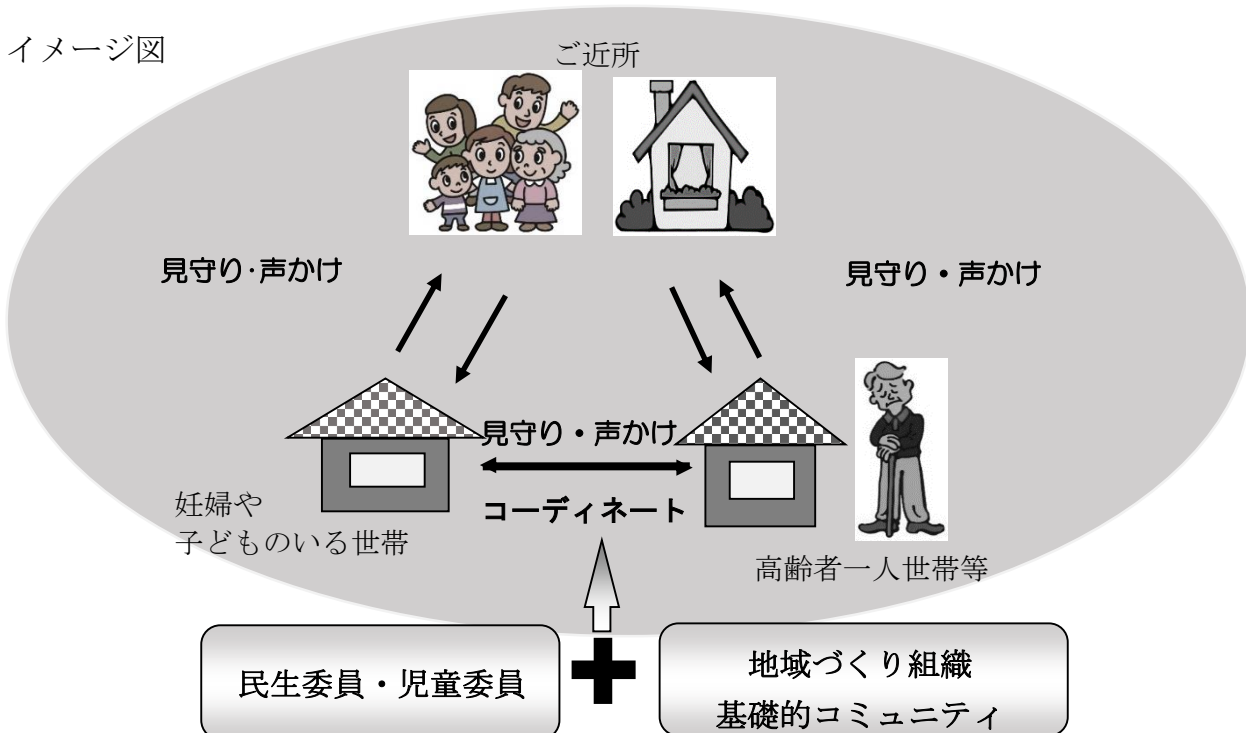 イメージ図
ご近所
見守り･声かけ
見守り・声かけ
見守り・声かけ
コーディネート
妊婦や
子どものいる世帯
高齢者一人世帯等
民生委員・児童委員
地域づくり組織
基礎的コミュニティ